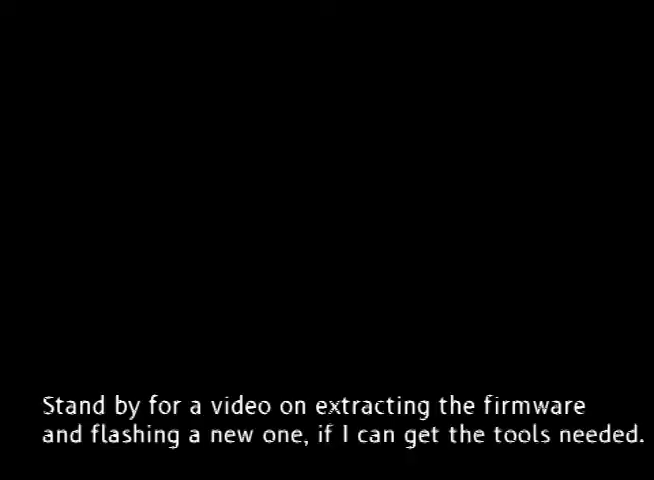 Stand by for a video on extracting the firmware
and flashing a new one, if I can get the tools needed.